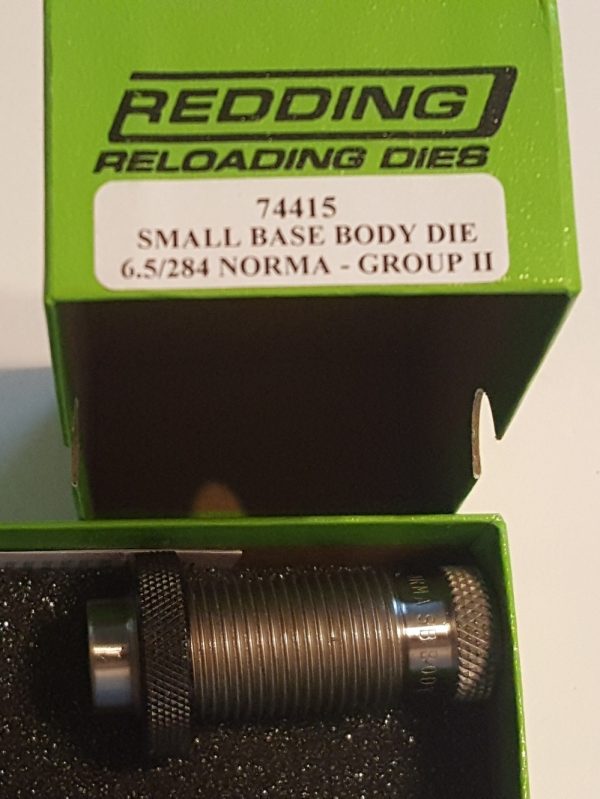 REDDING
RELOADING DIES
74415
SMALL BASE BODY DIE
6.5/284 NORMA - GROUP II